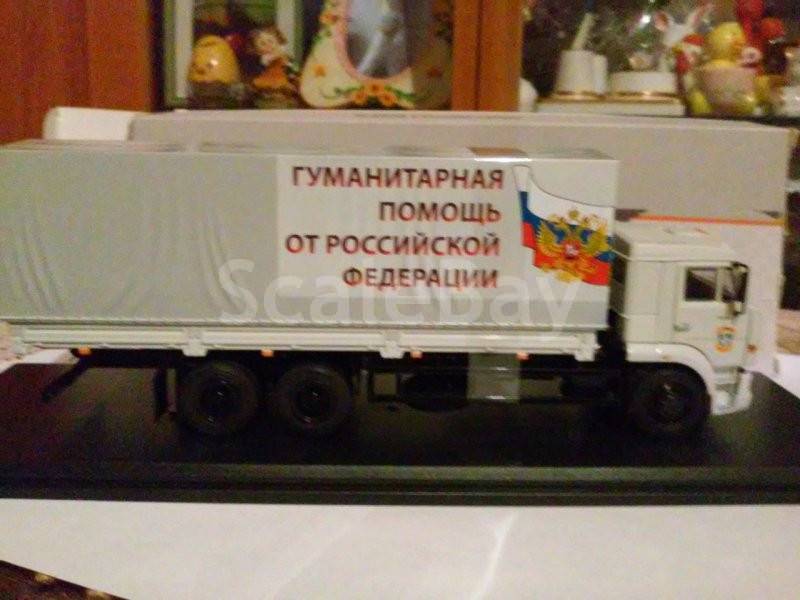 ГУМАНИТАРНАЯ
ПОМОЩЬ
ОТ РОССИЙСКОЙ
ФЕДЕРАЦИИ
ScaleBay